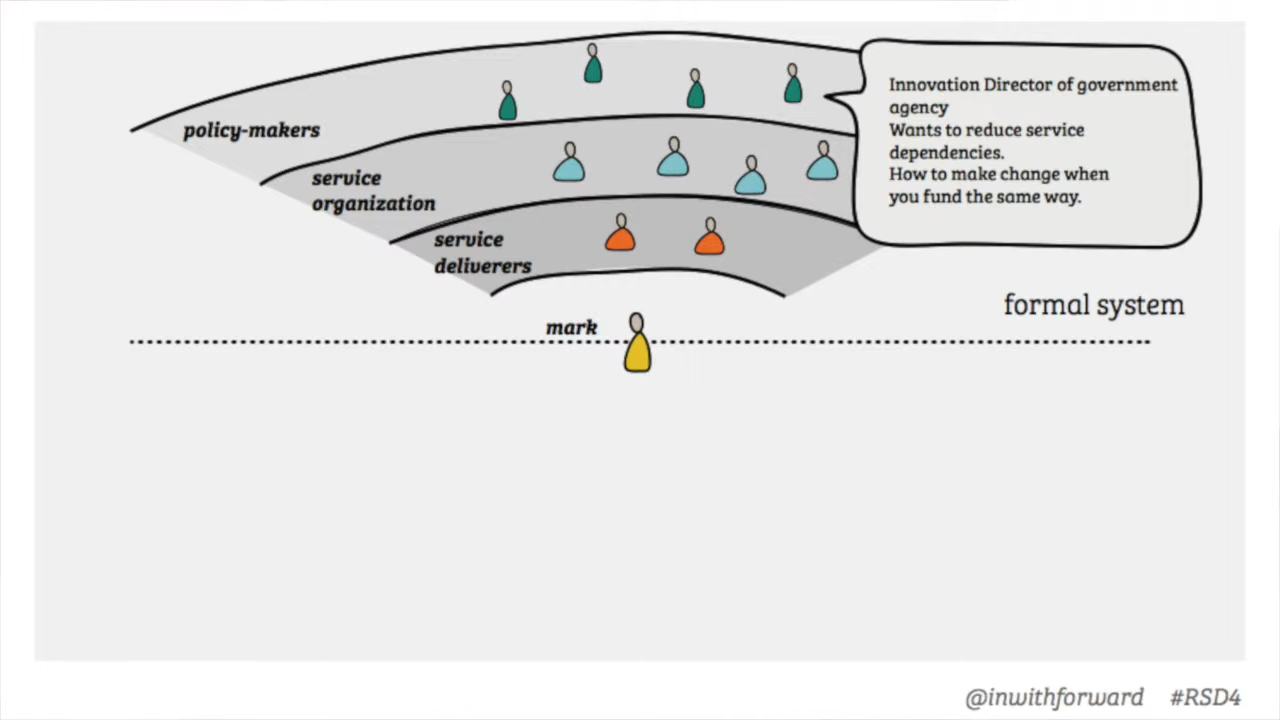 Innovation Director of government
agency
Wants to reduce service
dependencies.
How to make change when
you fund the same way.
policy-makers
service
organization
service
deliverers
formal system
mark
@inwithforward #RSD4